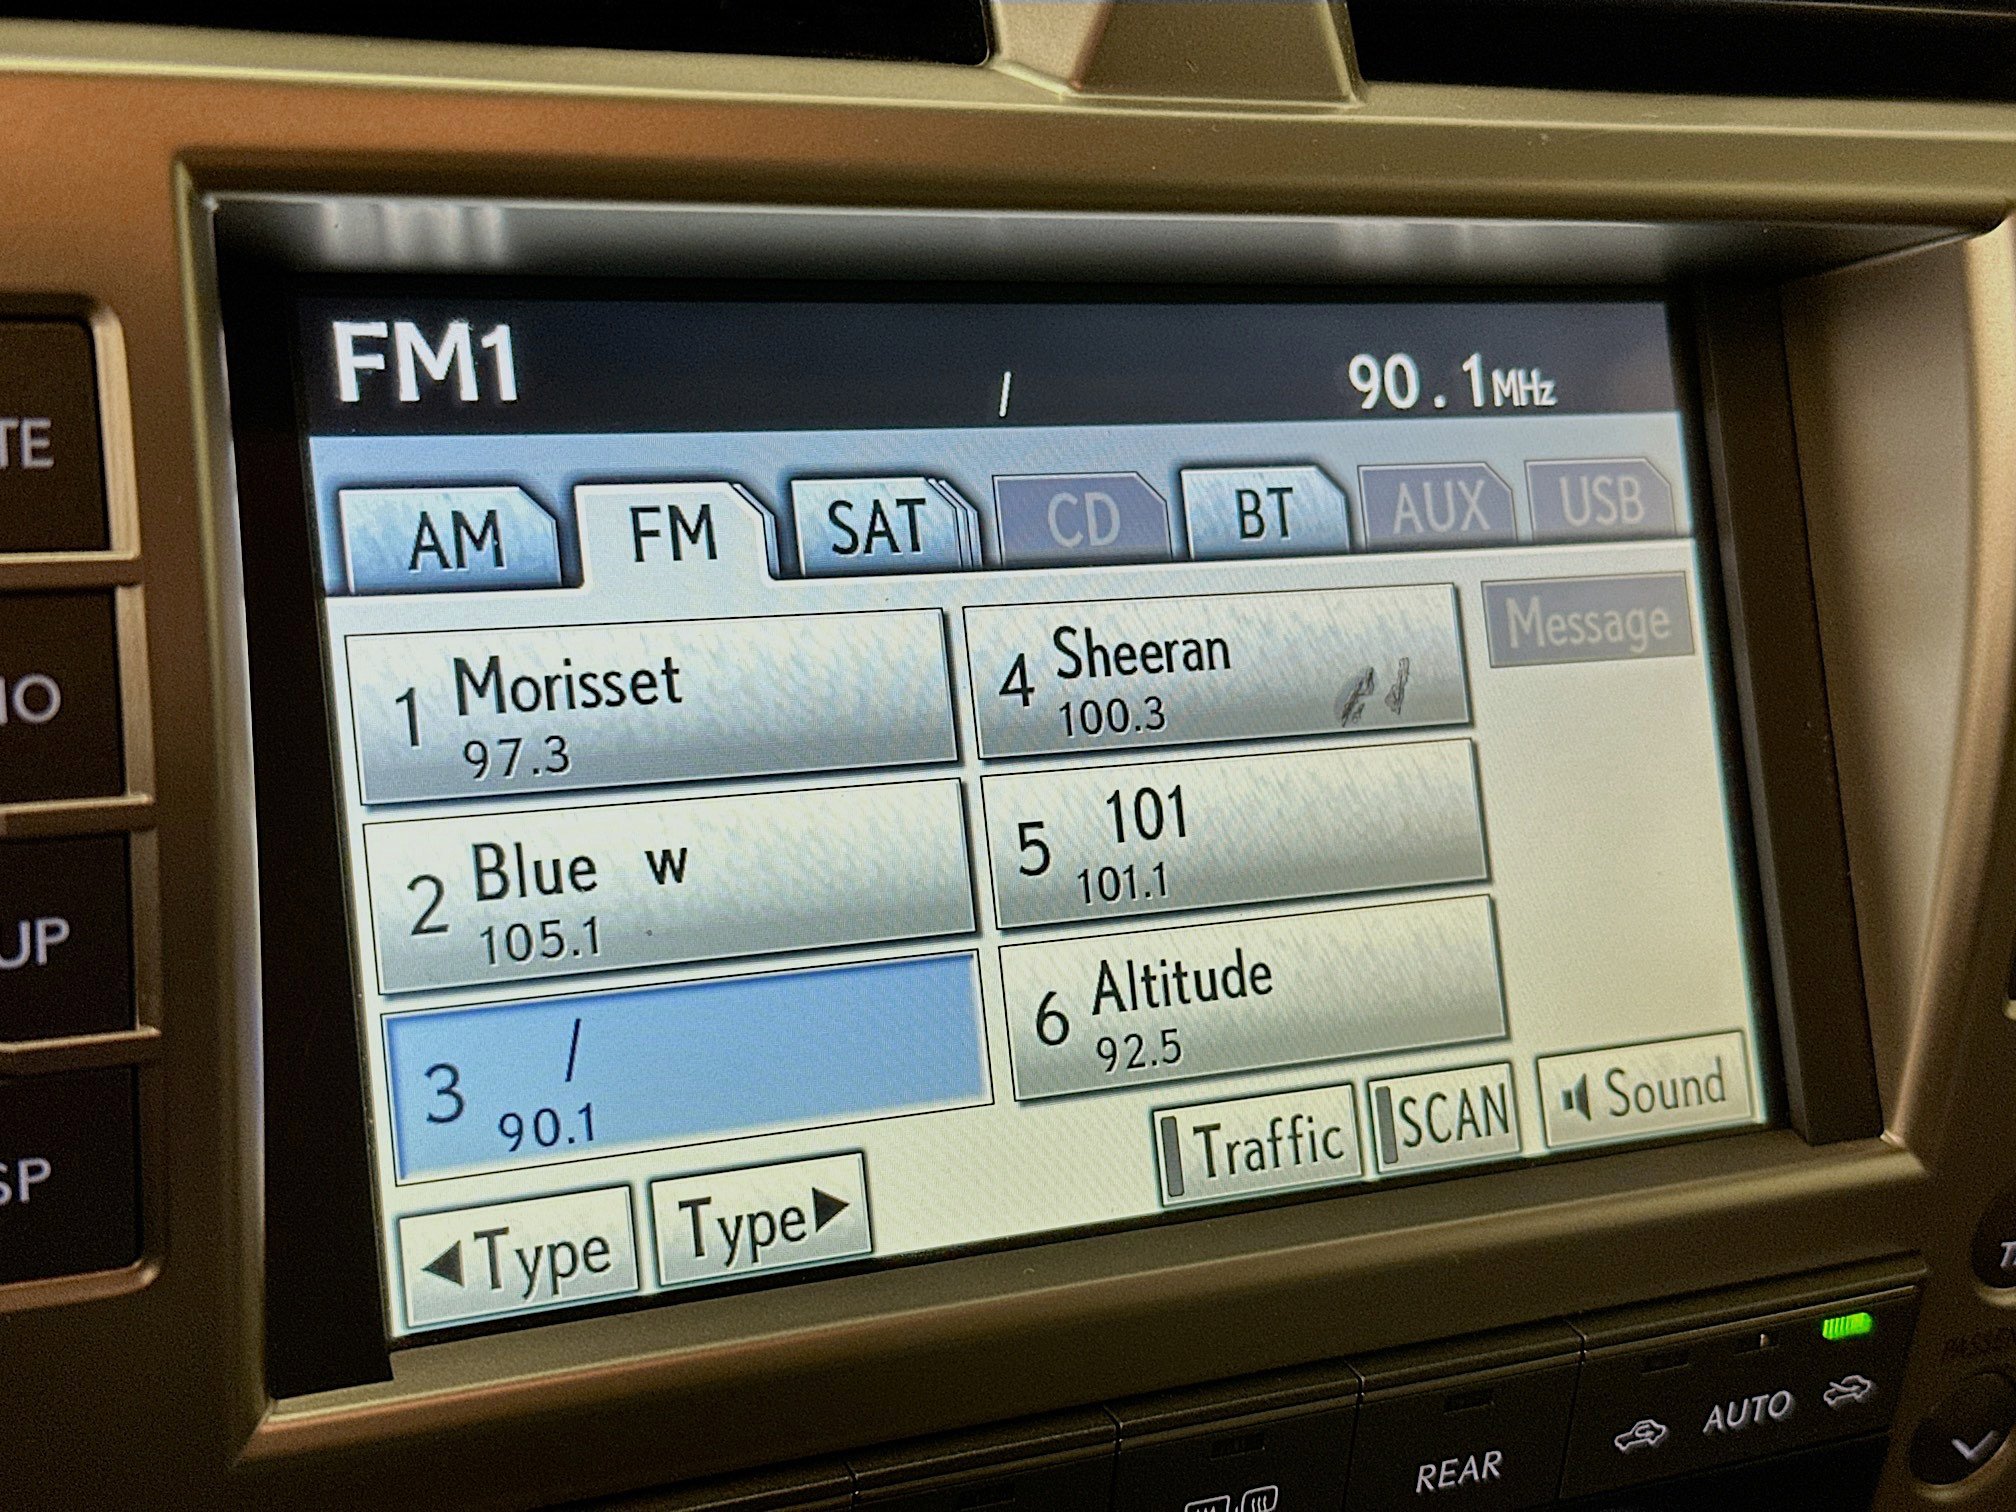 FM1
/ 90.1MHz
AM FM SAT CD BT AUX USB
1 Morisset
97.3
4 Sheeran
100.3
Message
2 Blue w
105.1
5 101
101.1
3 /
90.1
6 Altitude
92.5
◀Type Type▶ Traffic SCAN Sound
TE
IO
UP
SP
REAR
AUTO